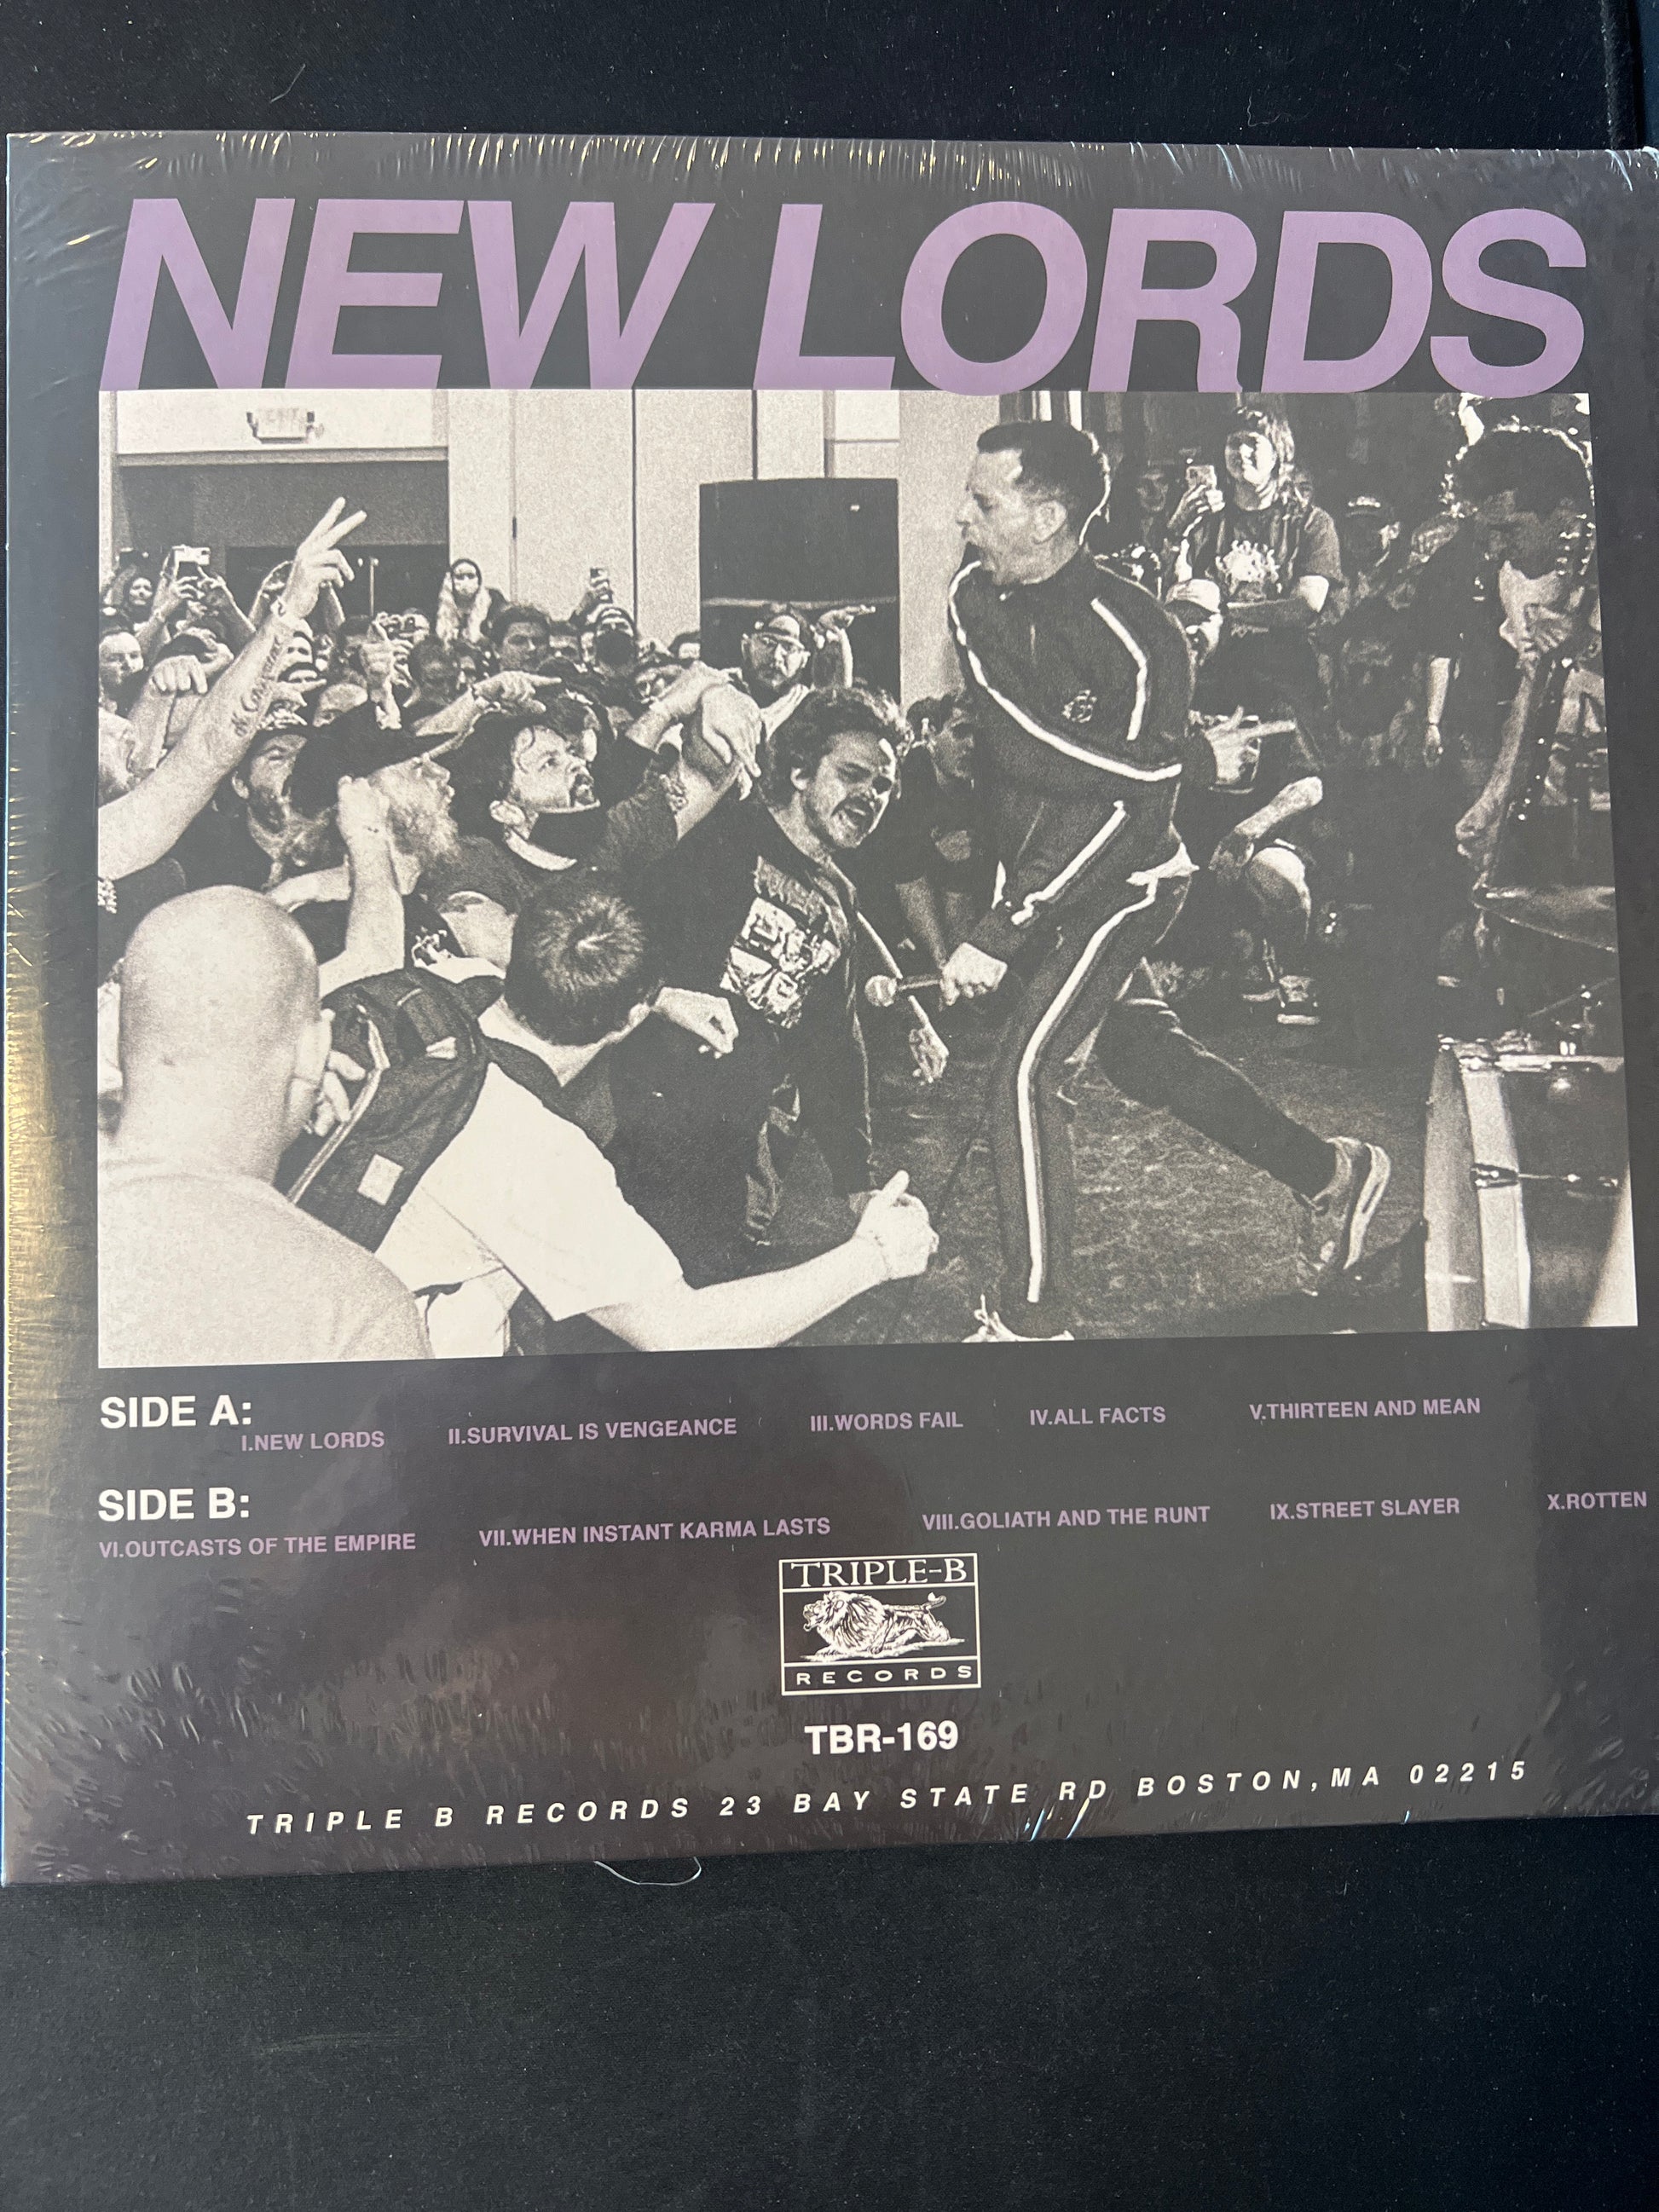 NEW LORDS
EXIT
SIDE A:
I.NEW LORDS II.SURVIVAL IS VENGEANCE III.WORDS FAIL IV.ALL FACTS V.THIRTEEN AND MEAN
SIDE B:
VI.OUTCASTS OF THE EMPIRE VII.WHEN INSTANT KARMA LASTS VIII.GOLIATH AND THE RUNT IX.STREET SLAYER X.ROTTEN
TRIPLE-B
RECORDS
TBR-169
TRIPLE B RECORDS 23 BAY STATE RD BOSTON,MA 02215